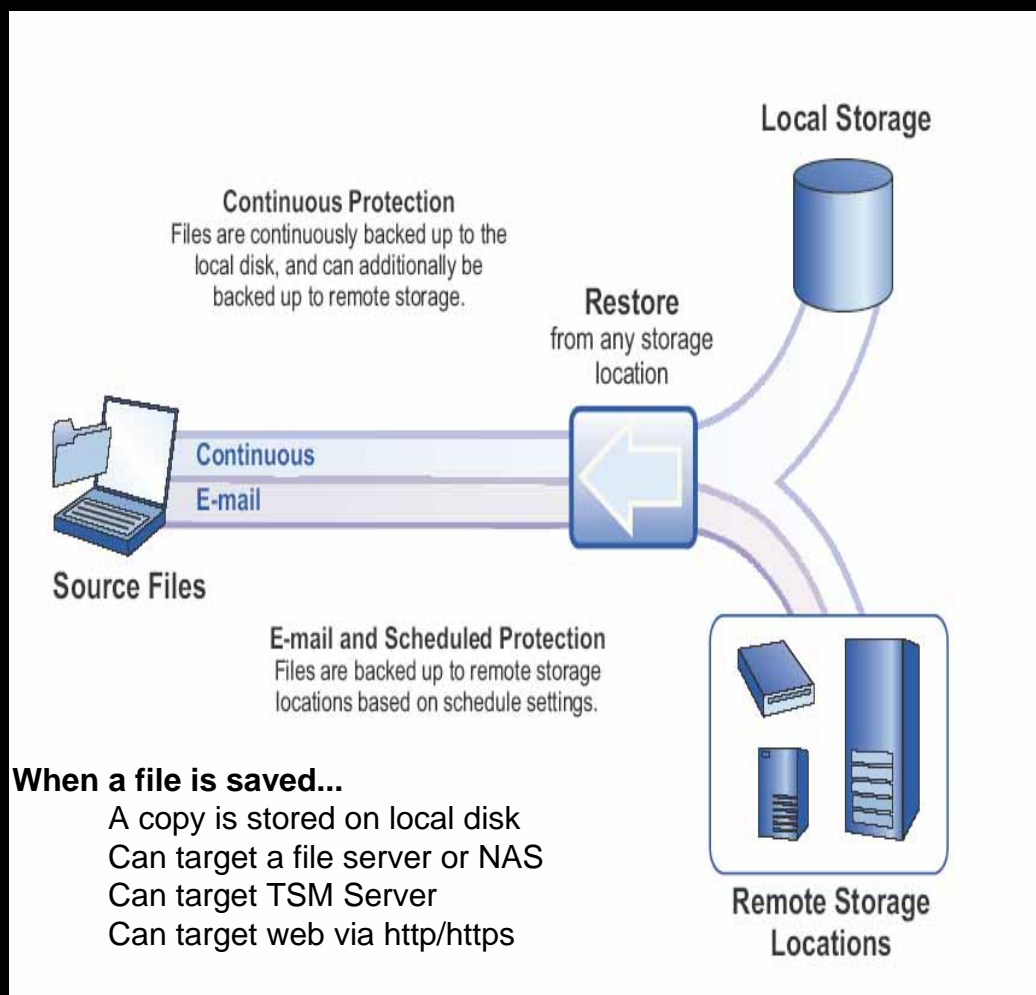 Local Storage
Continuous Protection
Files are continuously backed up to the
local disk, and can additionally be
backed up to remote storage.
Restore
from any storage
location
Continuous
E-mail
Source Files
E-mail and Scheduled Protection
Files are backed up to remote storage
locations based on schedule settings.
When a file is saved...
A copy is stored on local disk
Can target a file server or NAS
Can target TSM Server
Can target web via http/https
Remote Storage
Locations